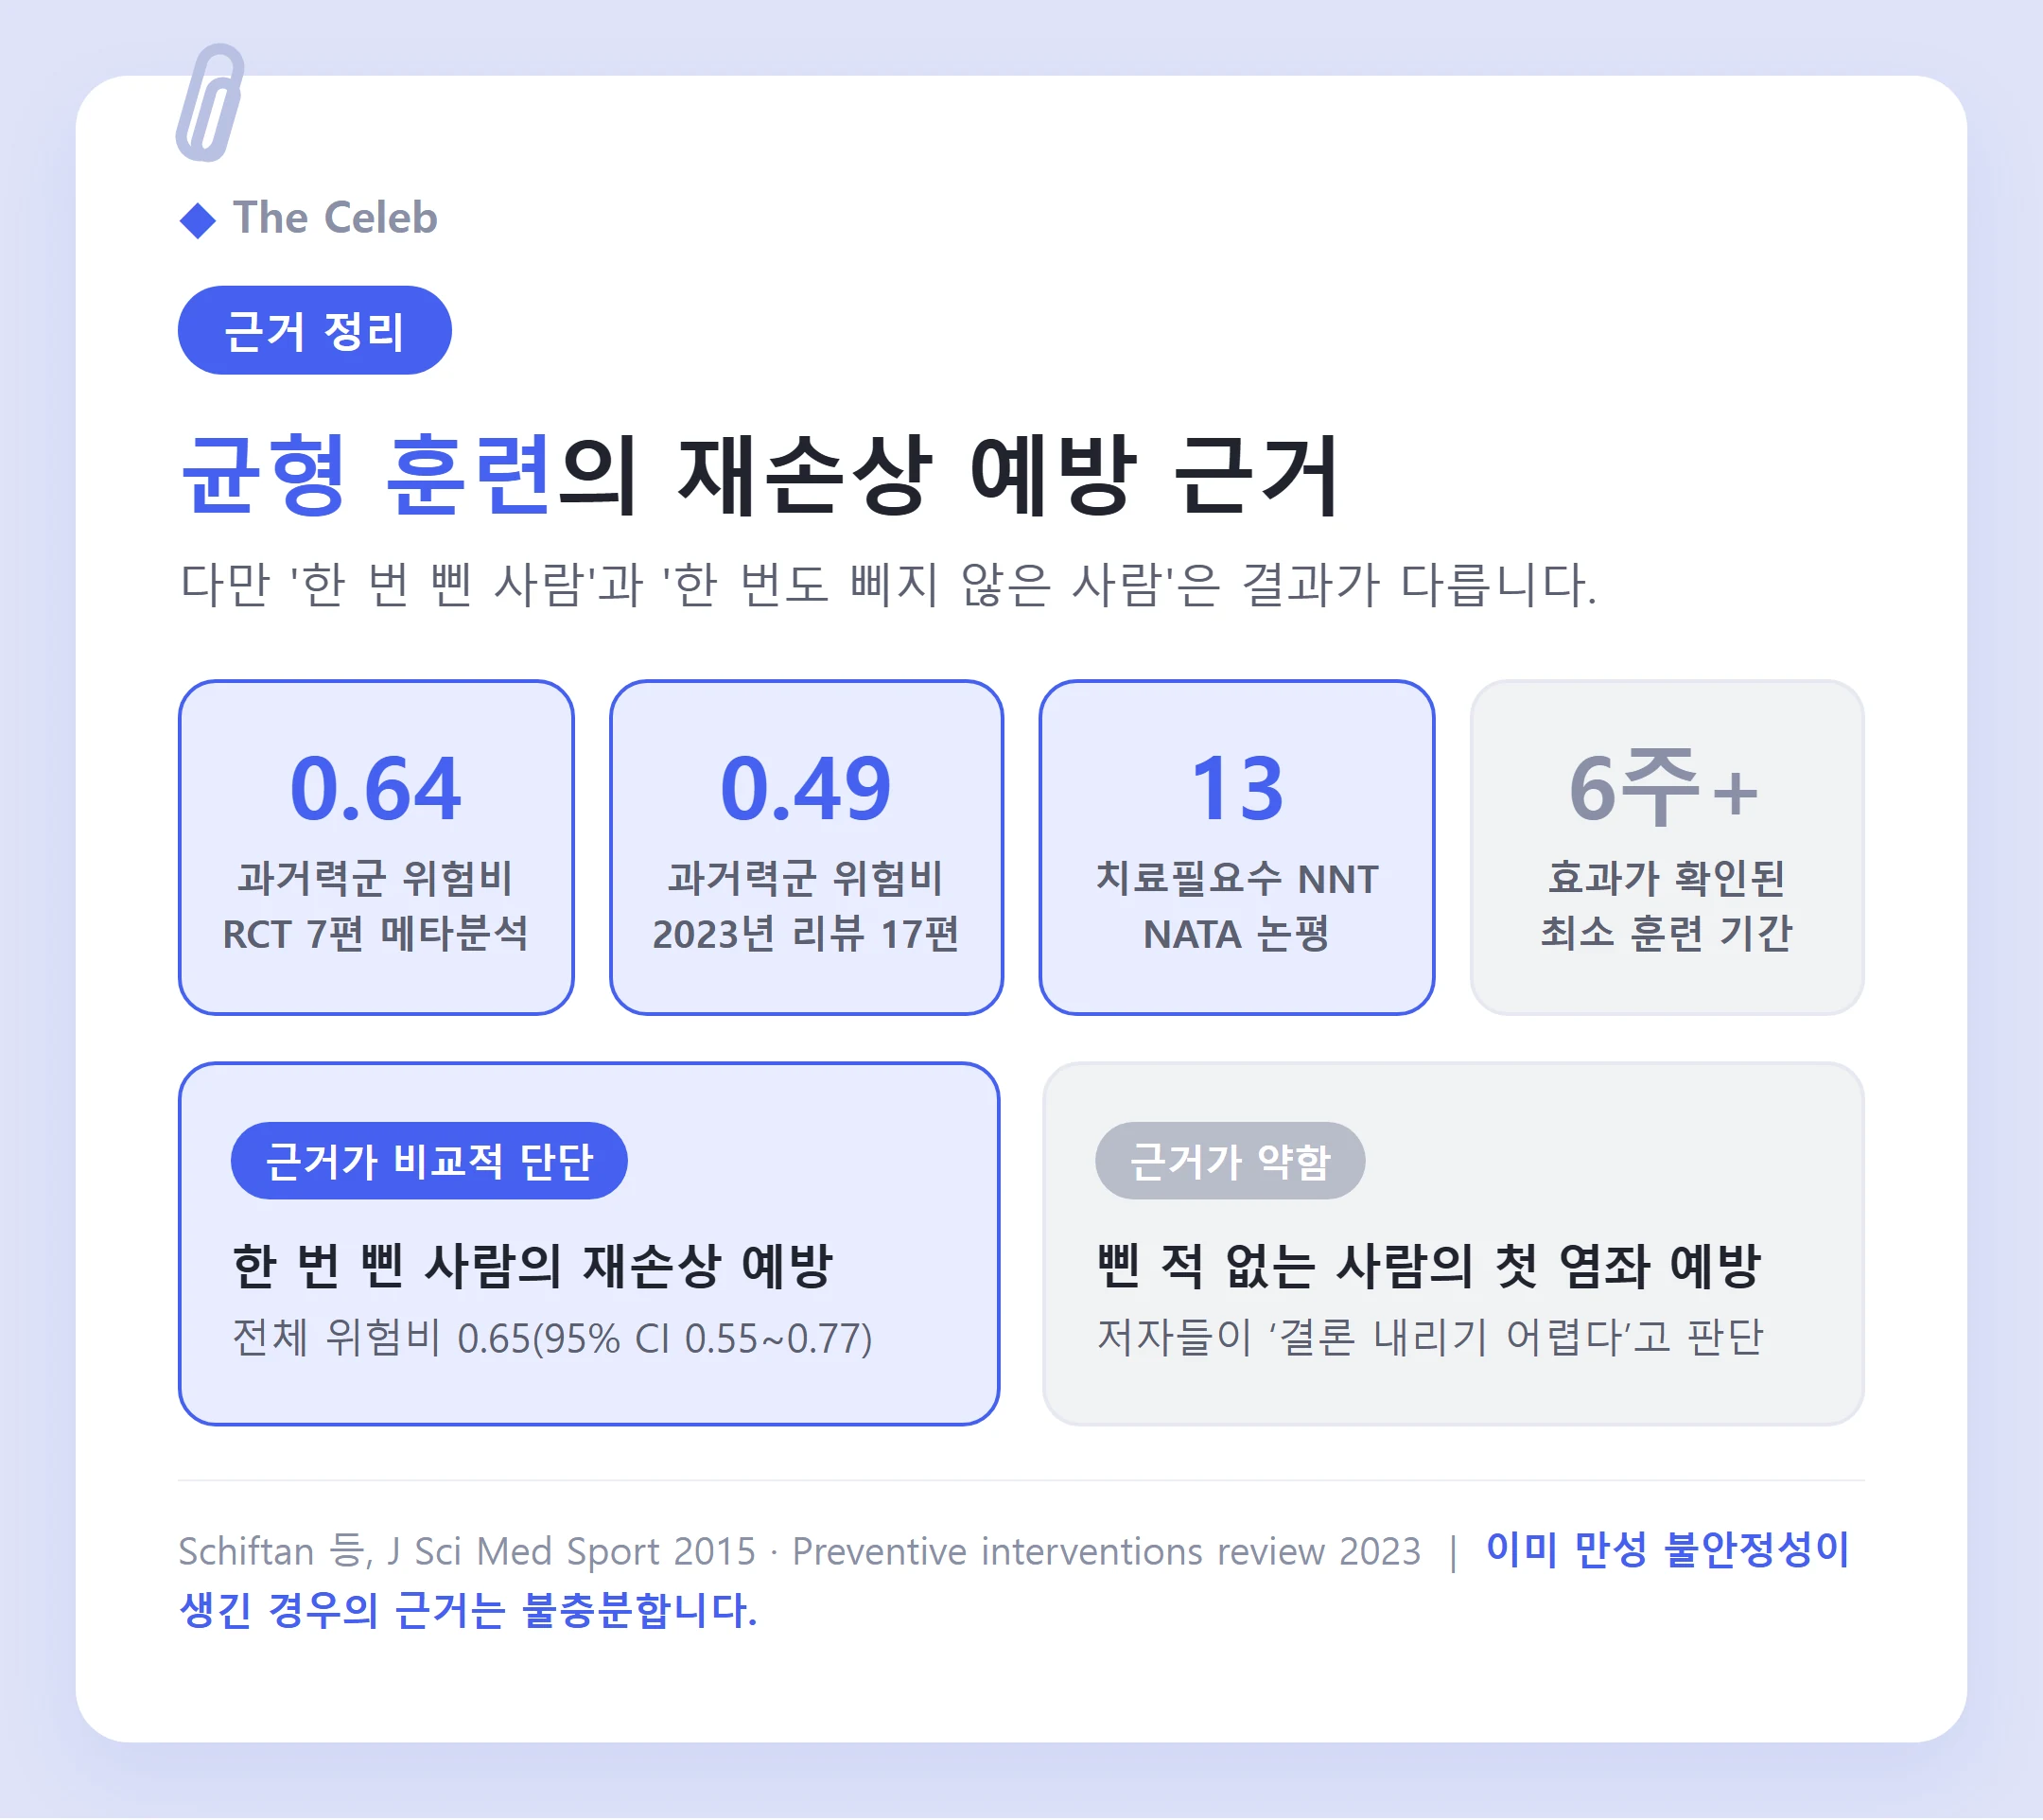 The Celeb
근거 정리
균형 훈련의 재손상 예방 근거
다만 '한 번 삔 사람'과 '한 번도 삐지 않은 사람'은 결과가 다릅니다.
0.64
과거력군 위험비
RCT 7편 메타분석
0.49
과거력군 위험비
2023년 리뷰 17편
13
치료필요수 NNT
NATA 논평
6주+
효과가 확인된
최소 훈련 기간
근거가 비교적 단단
한 번 삔 사람의 재손상 예방
전체 위험비 0.65(95% CI 0.55~0.77)
근거가 약함
삔 적 없는 사람의 첫 염좌 예방
저자들이 ‘결론 내리기 어렵다’고 판단
Schiftan 등, J Sci Med Sport 2015 · Preventive interventions review 2023 | 이미 만성 불안정성이
생긴 경우의 근거는 불충분합니다.